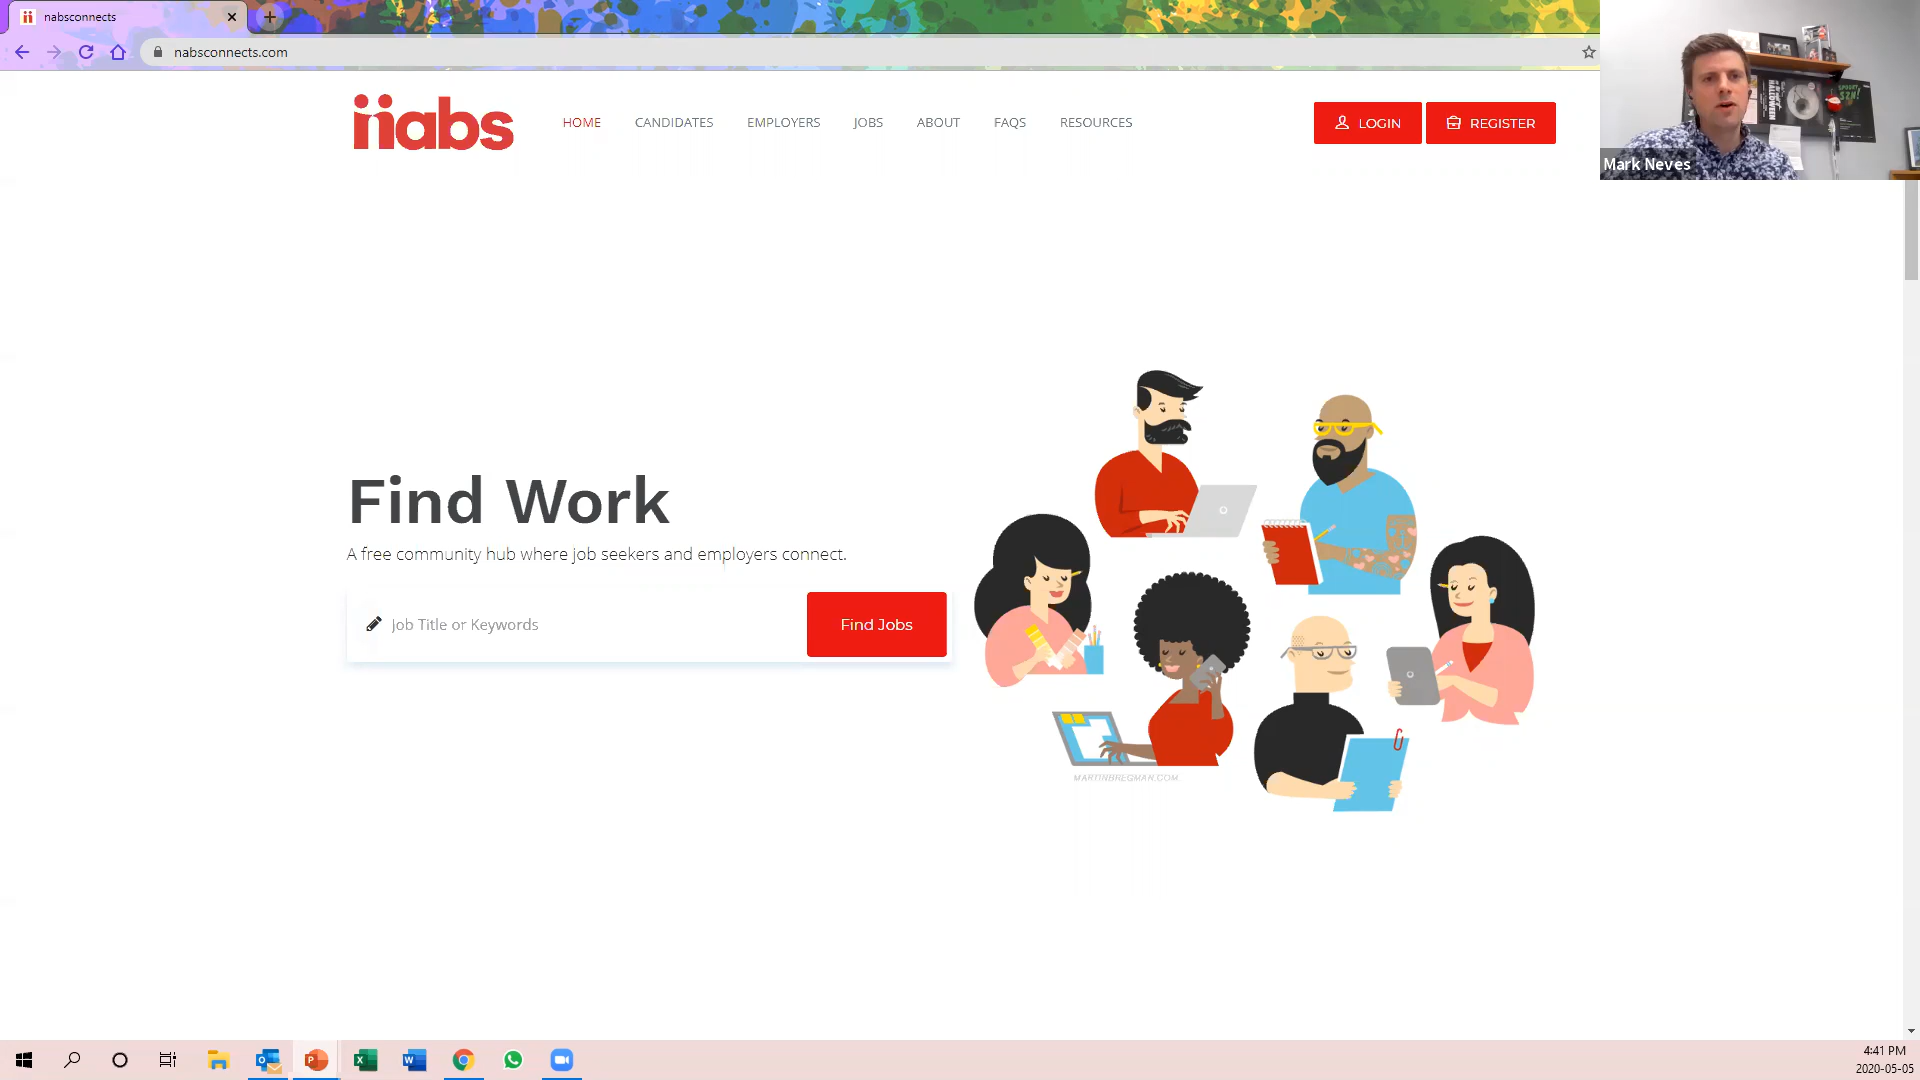 nabsconnects
nabsconnects.com
nabs
HOME
CANDIDATES
EMPLOYERS
JOBS
ABOUT
FAQS
RESOURCES
LOGIN
REGISTER
Mark Neves
Find Work
A free community hub where job seekers and employers connect.
Job Title or Keywords
Find Jobs
MARTINBREGMAN.COM
4:41 PM
2020-05-05